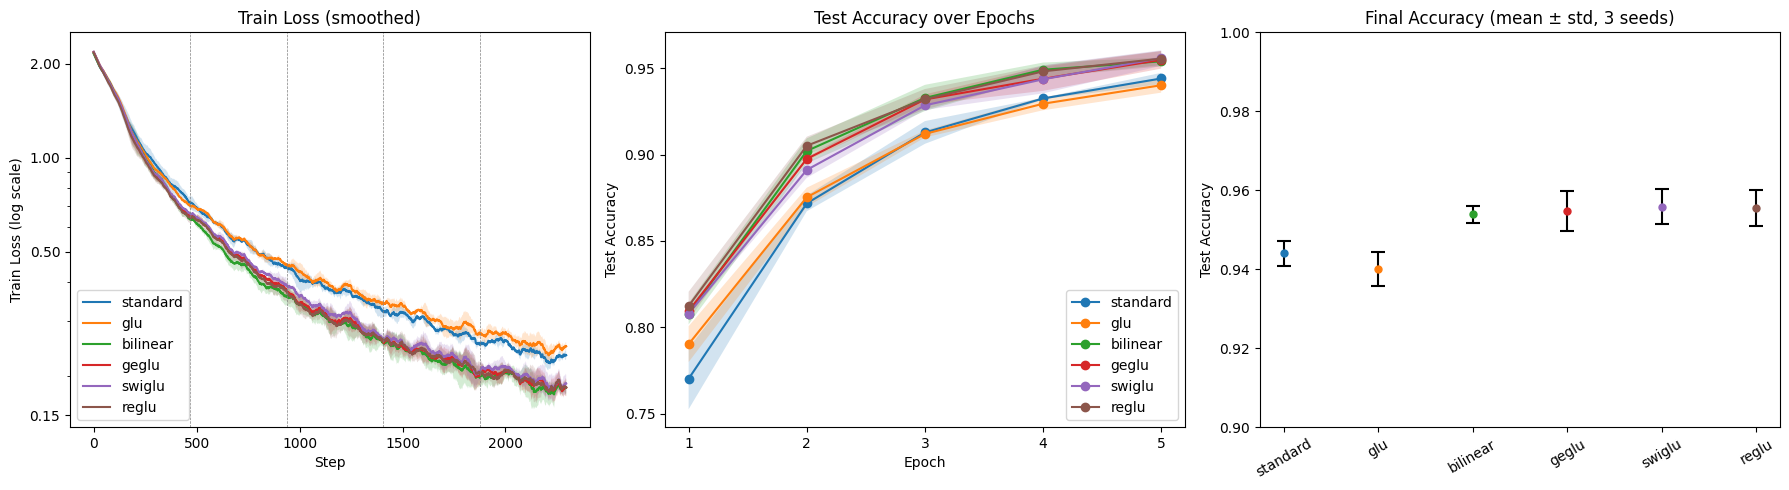 Train Loss (smoothed)
Train Loss (log scale)
2.00
1.00
0.50
0.15
standard
glu
bilinear
geglu
swiglu
reglu
0
500
1000
1500
2000
Step
Test Accuracy over Epochs
Test Accuracy
0.95
0.90
0.85
0.80
0.75
standard
glu
bilinear
geglu
swiglu
reglu
1
2
3
4
5
Epoch
Final Accuracy (mean ± std, 3 seeds)
Test Accuracy
1.00
0.98
0.96
0.94
0.92
0.90
standard
glu
bilinear
geglu
swiglu
reglu